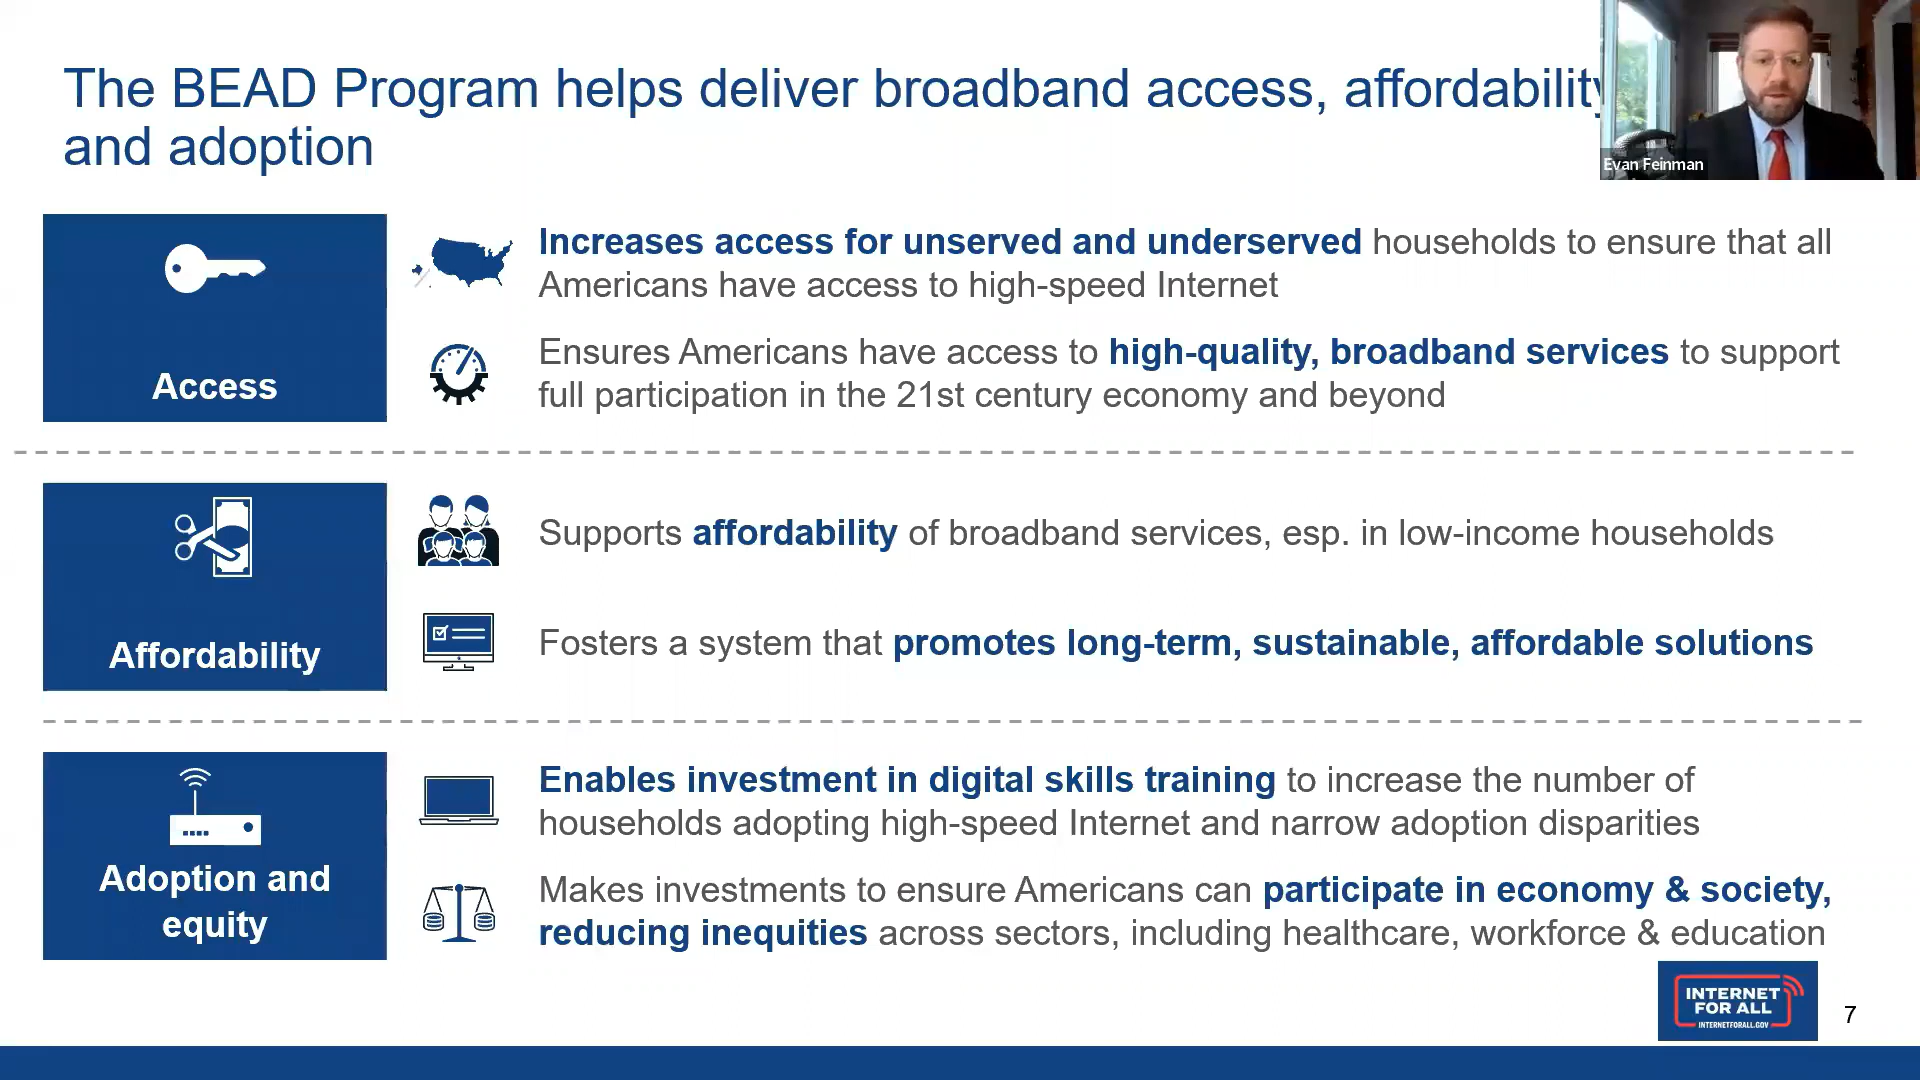 The BEAD Program helps deliver broadband access, affordability
and adoption
Evan Feinman
Access
Increases access for unserved and underserved households to ensure that all
Americans have access to high-speed Internet
Ensures Americans have access to high-quality, broadband services to support
full participation in the 21st century economy and beyond
Affordability
Supports affordability of broadband services, esp. in low-income households
Fosters a system that promotes long-term, sustainable, affordable solutions
Adoption and
equity
Enables investment in digital skills training to increase the number of
households adopting high-speed Internet and narrow adoption disparities
Makes investments to ensure Americans can participate in economy & society,
reducing inequities across sectors, including healthcare, workforce & education
INTERNET
FOR ALL
INTERNETFORALL.GOV
7